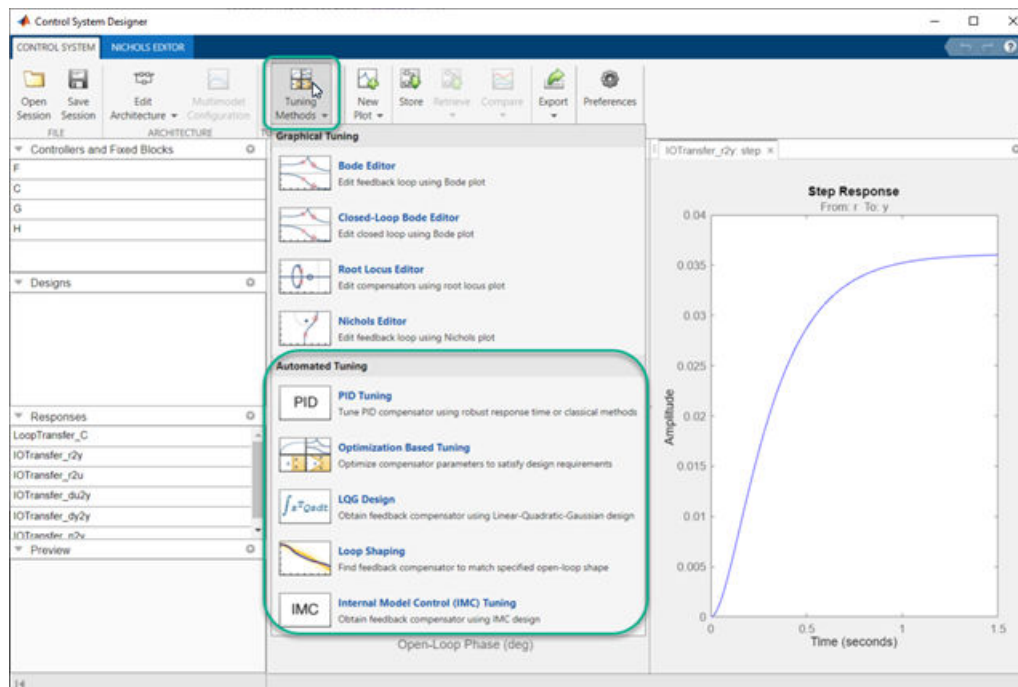 Control System Designer
CONTROL SYSTEM
NICHOLS EDITOR
Open Session
Save Session
Edit Architecture
Multimodel Configuration
Tuning Methods
New Plot
Store
Retrieve
Compare
Export
Preferences
FILE
ARCHITECTURE
Controllers and Fixed Blocks
F
C
G
H
Designs
Responses
LoopTransfer_C
IOTransfer_r2y
IOTransfer_r2u
IOTransfer_du2y
IOTransfer_dy2y
IOTransfer_n2y
Preview
Graphical Tuning
Bode Editor
Edit feedback loop using Bode plot
Closed-Loop Bode Editor
Edit closed loop using Bode plot
Root Locus Editor
Edit compensators using root locus plot
Nichols Editor
Edit feedback loop using Nichols plot
Automated Tuning
PID
PID Tuning
Tune PID compensator using robust response time or classical methods
Optimization Based Tuning
Optimize compensator parameters to satisfy design requirements
LQG Design
Obtain feedback compensator using Linear-Quadratic-Gaussian design
Loop Shaping
Find feedback compensator to match specified open-loop shape
IMC
Internal Model Control (IMC) Tuning
Obtain feedback compensator using IMC design
Open-Loop Phase (deg)
IOTransfer_r2y: step
Step Response
From: r To: y
Amplitude
0.04
0.035
0.03
0.025
0.02
0.015
0.01
0.005
0
0
0.5
1
1.5
Time (seconds)
14